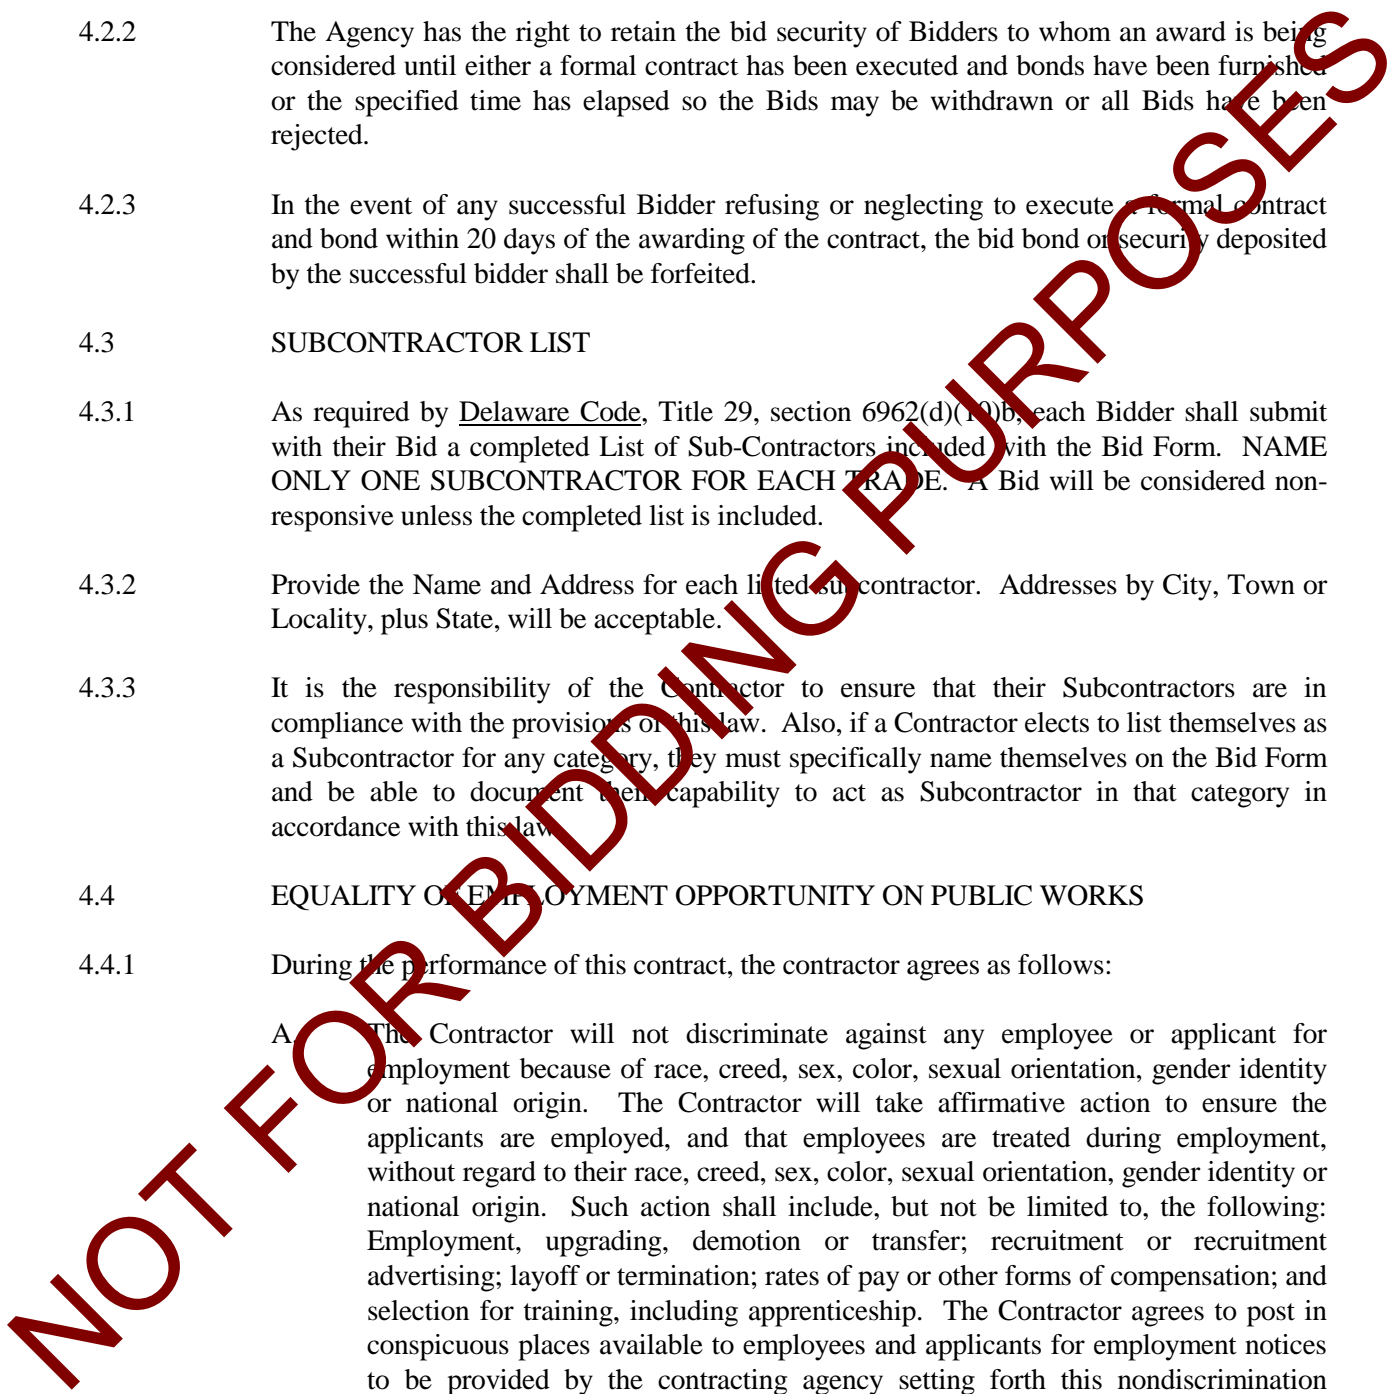 4.2.2 The Agency has the right to retain the bid security of Bidders to whom an award is being
considered until either a formal contract has been executed and bonds have been furnished
or the specified time has elapsed so the Bids may be withdrawn or all Bids have been
rejected.
4.2.3 In the event of any successful Bidder refusing or neglecting to execute a formal contract
and bond within 20 days of the awarding of the contract, the bid bond or security deposited
by the successful bidder shall be forfeited.
4.3 SUBCONTRACTOR LIST
4.3.1 As required by Delaware Code, Title 29, section 6962(d)(10)b, each Bidder shall submit
with their Bid a completed List of Sub-Contractors included with the Bid Form. NAME
ONLY ONE SUBCONTRACTOR FOR EACH TRADE. A Bid will be considered non-
responsive unless the completed list is included.
4.3.2 Provide the Name and Address for each listed subcontractor. Addresses by City, Town or
Locality, plus State, will be acceptable.
4.3.3 It is the responsibility of the Contractor to ensure that their Subcontractors are in
compliance with the provisions of this law. Also, if a Contractor elects to list themselves as
a Subcontractor for any category, they must specifically name themselves on the Bid Form
and be able to document their capability to act as Subcontractor in that category in
accordance with this law.
4.4 EQUALITY OF EMPLOYMENT OPPORTUNITY ON PUBLIC WORKS
4.4.1 During the performance of this contract, the contractor agrees as follows:
A. The Contractor will not discriminate against any employee or applicant for
employment because of race, creed, sex, color, sexual orientation, gender identity
or national origin. The Contractor will take affirmative action to ensure the
applicants are employed, and that employees are treated during employment,
without regard to their race, creed, sex, color, sexual orientation, gender identity or
national origin. Such action shall include, but not be limited to, the following:
Employment, upgrading, demotion or transfer; recruitment or recruitment
advertising; layoff or termination; rates of pay or other forms of compensation; and
selection for training, including apprenticeship. The Contractor agrees to post in
conspicuous places available to employees and applicants for employment notices
to be provided by the contracting agency setting forth this nondiscrimination
NOT FOR BIDDING PURPOSES